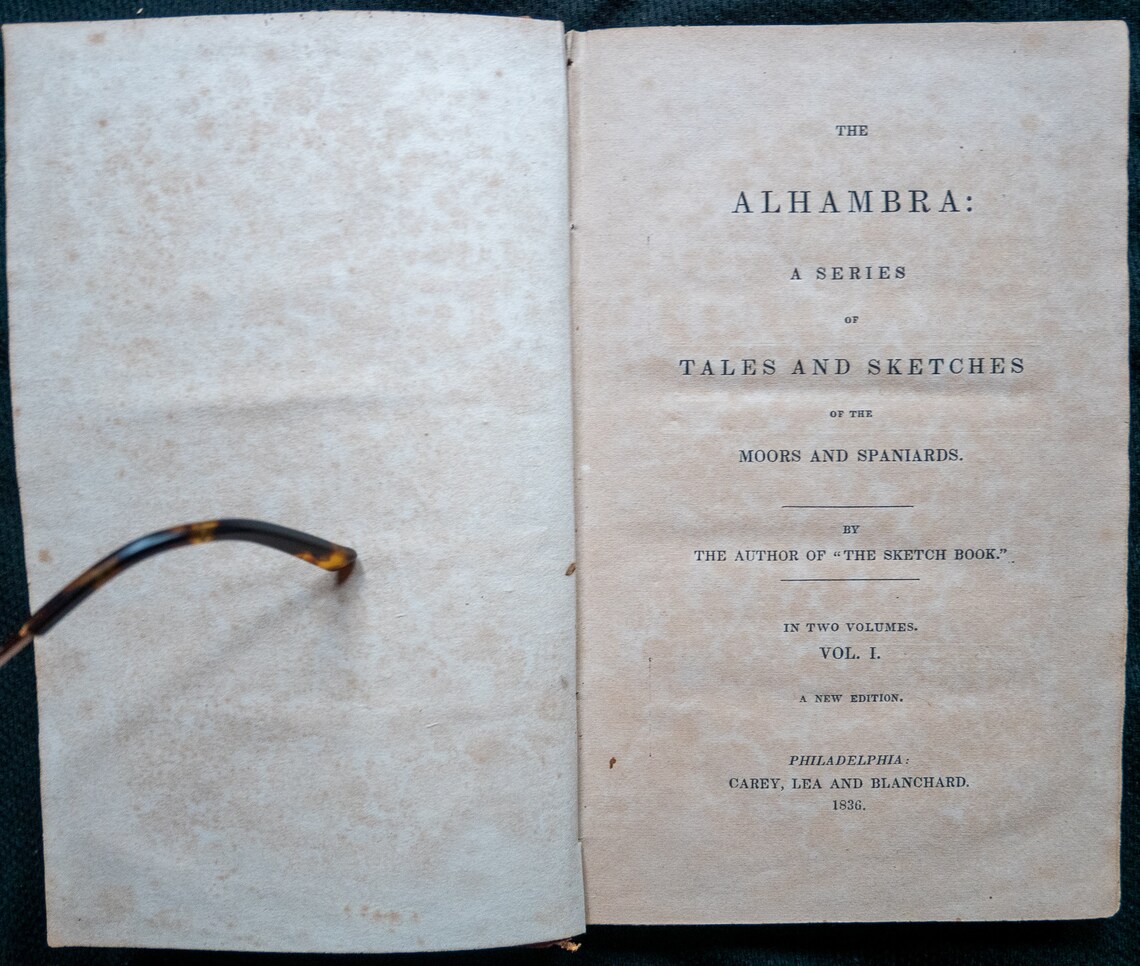 THE
ALHAMBRA:
A SERIES
OF
TALES AND SKETCHES
OF THE
MOORS AND SPANIARDS.
BY
THE AUTHOR OF “THE SKETCH BOOK.”
IN TWO VOLUMES.
VOL. I.
A NEW EDITION.
PHILADELPHIA:
CAREY, LEA AND BLANCHARD.
1836.